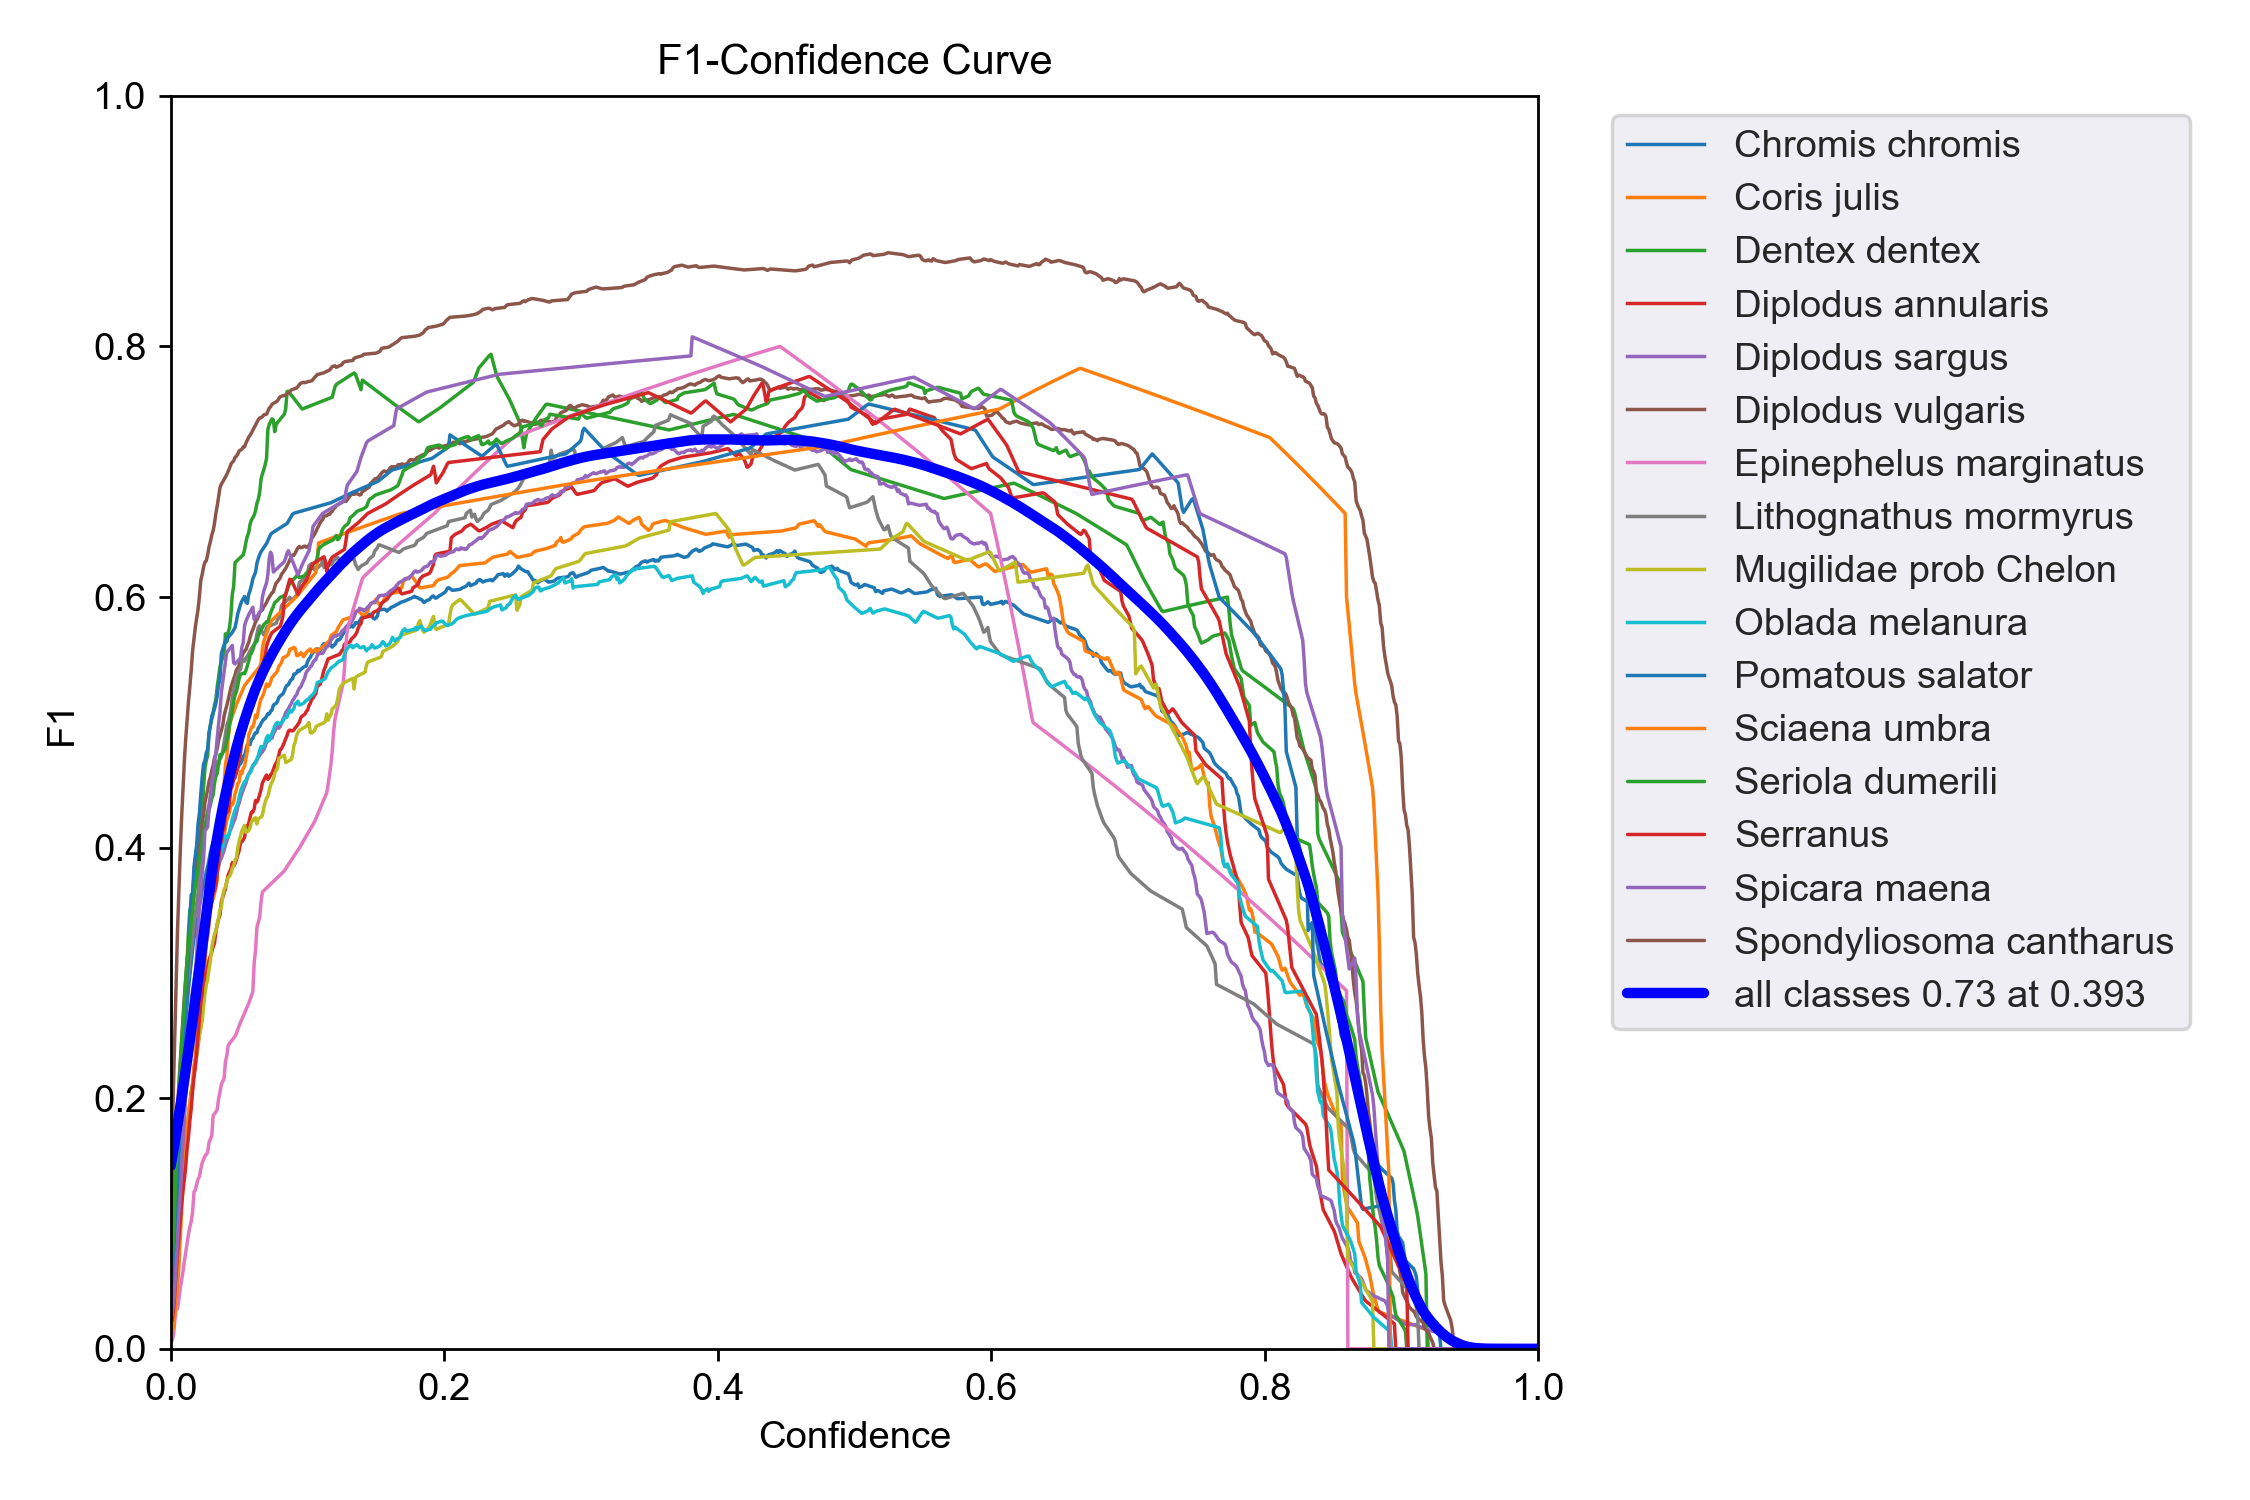 F1-Confidence Curve
1.0
0.8
0.6
0.4
0.2
0.0
F1
0.0 0.2 0.4 0.6 0.8 1.0
Confidence
Chromis chromis
Coris julis
Dentex dentex
Diplodus annularis
Diplodus sargus
Diplodus vulgaris
Epinephelus marginatus
Lithognathus mormyrus
Mugilidae prob Chelon
Oblada melanura
Pomatous salator
Sciaena umbra
Seriola dumerili
Serranus
Spicara maena
Spondyliosoma cantharus
all classes 0.73 at 0.393